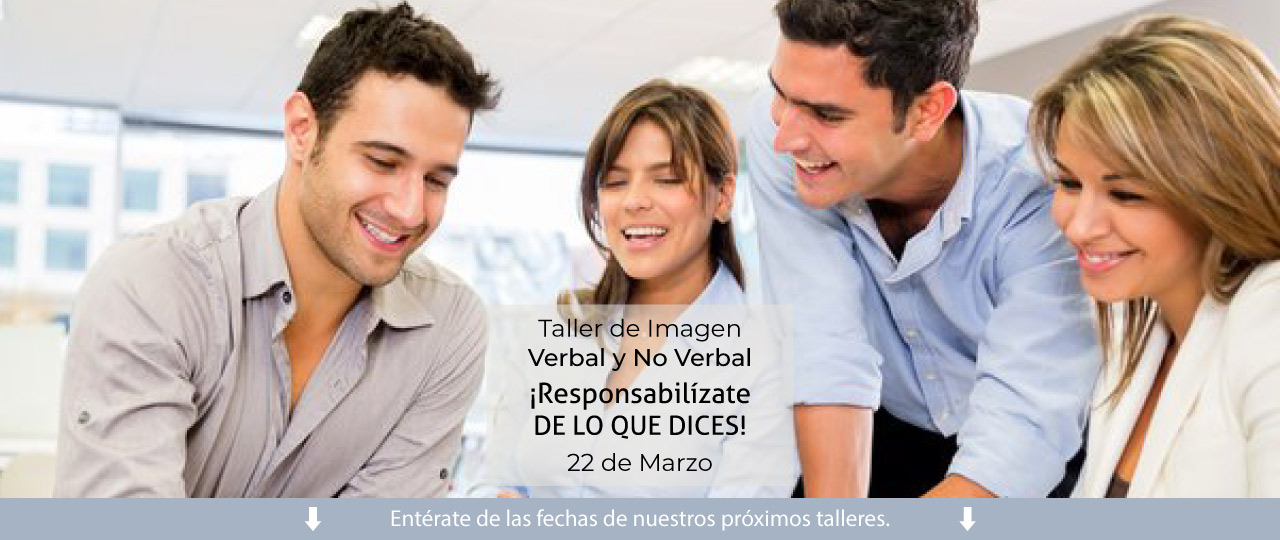 Taller de Imagen
Verbal y No Verbal
¡Responsabilízate
DE LO QUE DICES!
22 de Marzo
Entérate de las fechas de nuestros próximos talleres.